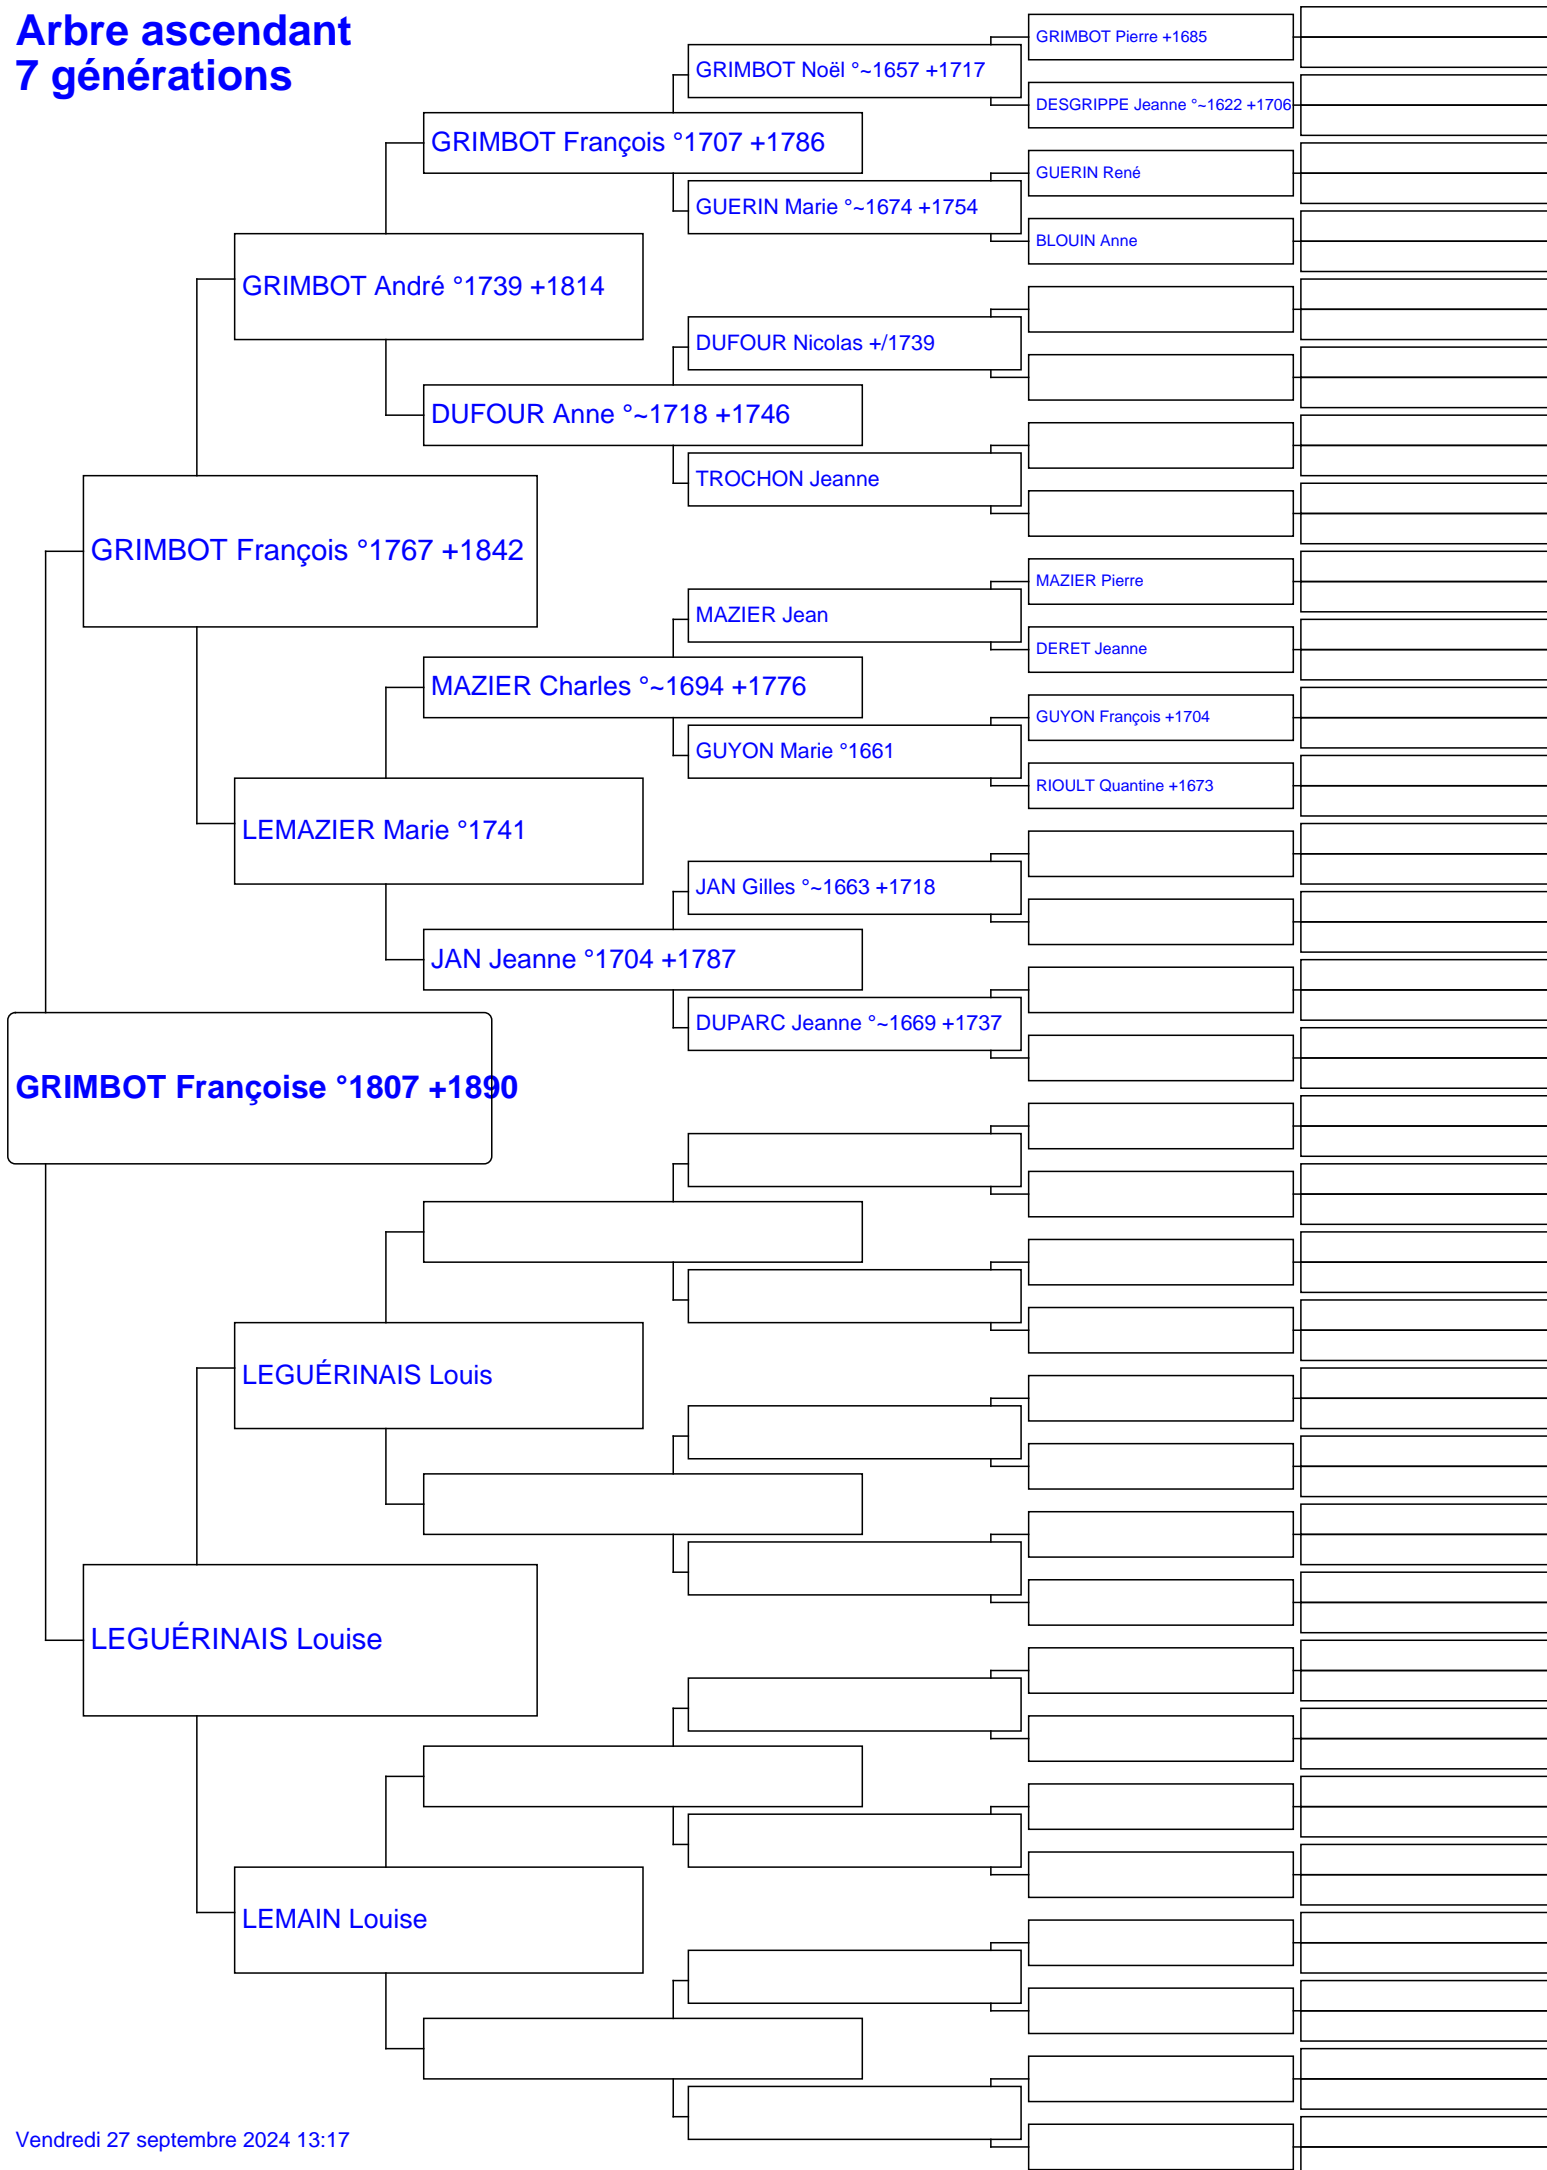 Arbre ascendant
7 générations
GRIMBOT Pierre +1685
GRIMBOT Noël °~1657 +1717
DESGRIPPE Jeanne °~1622 +1706
GRIMBOT François °1707 +1786
GUERIN René
GUERIN Marie °~1674 +1754
BLOUIN Anne
GRIMBOT André °1739 +1814
DUFOUR Nicolas +/1739
DUFOUR Anne °~1718 +1746
TROCHON Jeanne
GRIMBOT François °1767 +1842
MAZIER Pierre
MAZIER Jean
DERET Jeanne
MAZIER Charles °~1694 +1776
GUYON François +1704
GUYON Marie °1661
RIOULT Quantine +1673
LEMAZIER Marie °1741
JAN Gilles °~1663 +1718
JAN Jeanne °1704 +1787
DUPARC Jeanne °~1669 +1737
GRIMBOT Françoise °1807 +1890
LEGUÉRINAIS Louis
LEGUÉRINAIS Louise
LEMAIN Louise
Vendredi 27 septembre 2024 13:17